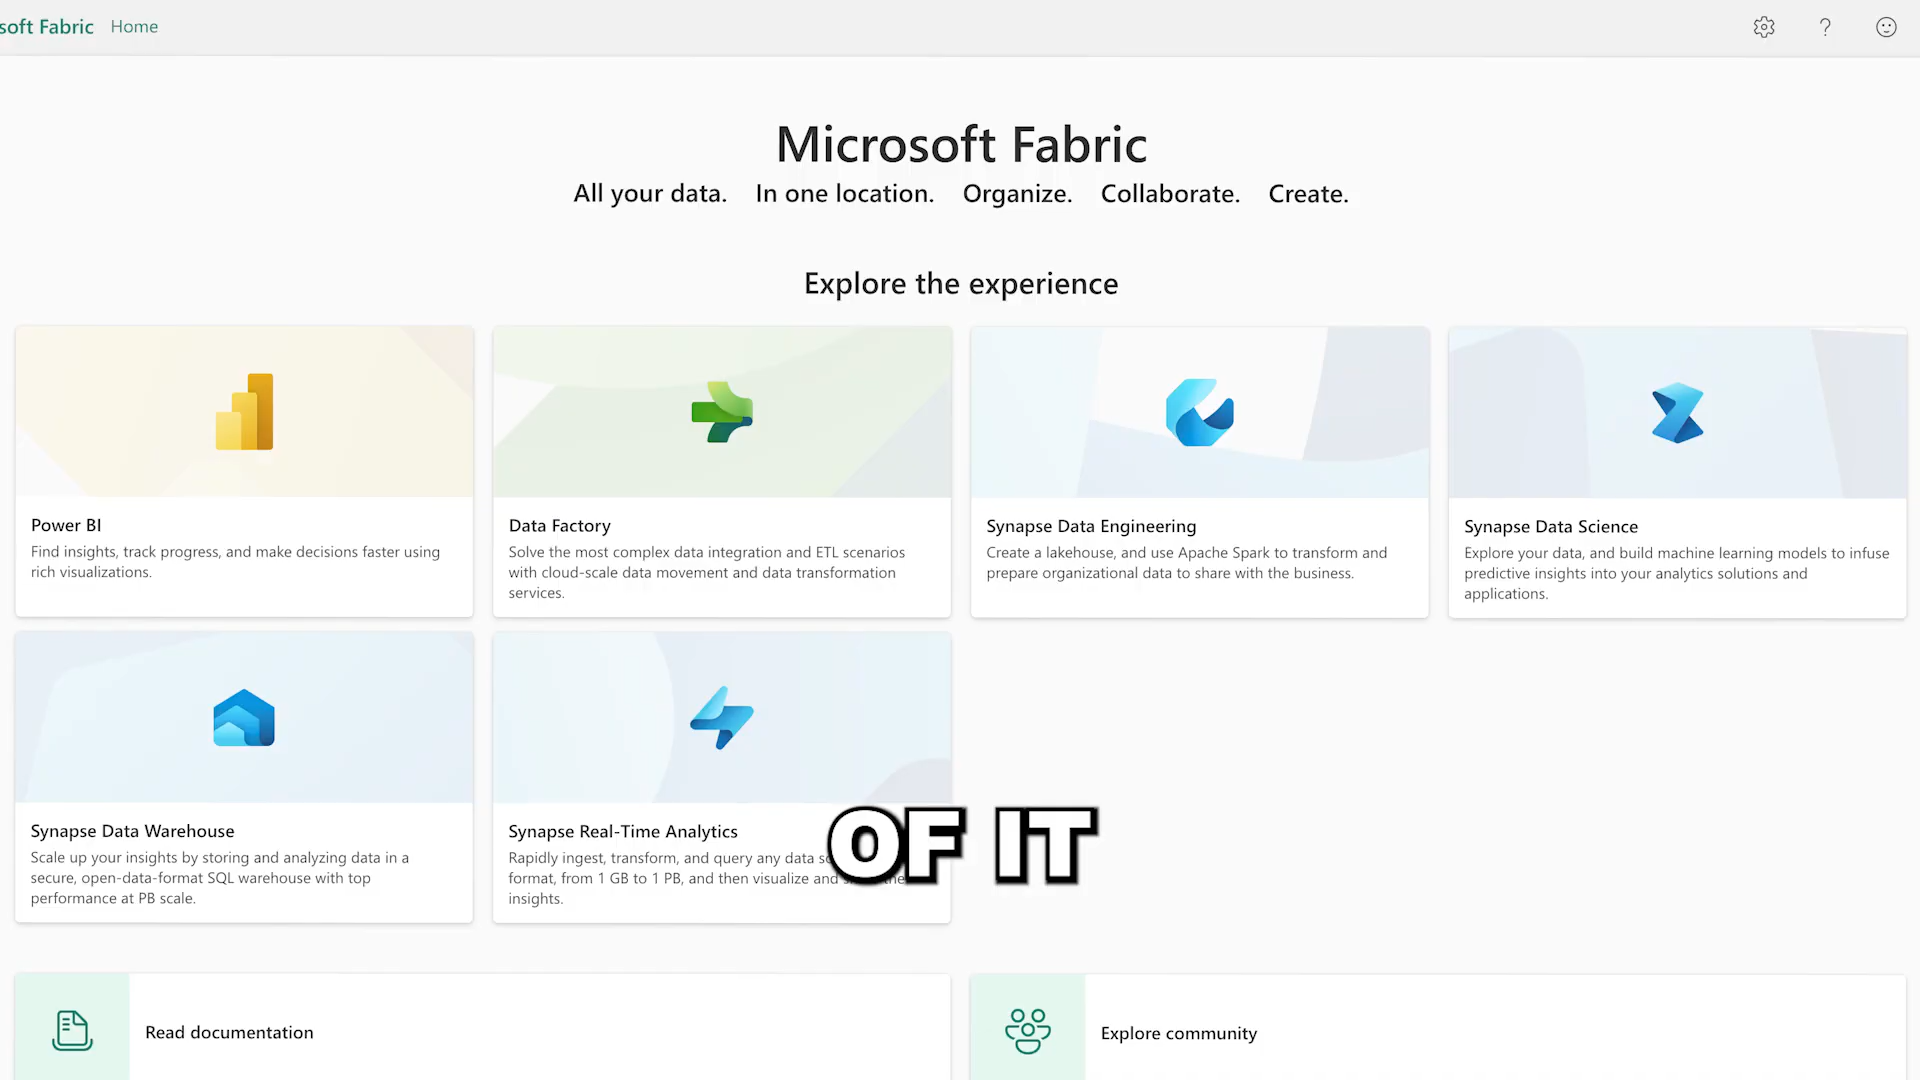 soft Fabric Home
Microsoft Fabric
All your data. In one location. Organize. Collaborate. Create.
Explore the experience
Power BI
Find insights, track progress, and make decisions faster using
rich visualizations.
Data Factory
Solve the most complex data integration and ETL scenarios
with cloud-scale data movement and data transformation
services.
Synapse Data Engineering
Create a lakehouse, and use Apache Spark to transform and
prepare organizational data to share with the business.
Synapse Data Science
Explore your data, and build machine learning models to infuse
predictive insights into your analytics solutions and
applications.
Synapse Data Warehouse
Scale up your insights by storing and analyzing data in a
secure, open-data-format SQL warehouse with top
performance at PB scale.
Synapse Real-Time Analytics
Rapidly ingest, transform, and query any data
format, from 1 GB to 1 PB, and then visualize and
insights.
OF IT
Read documentation
Explore community